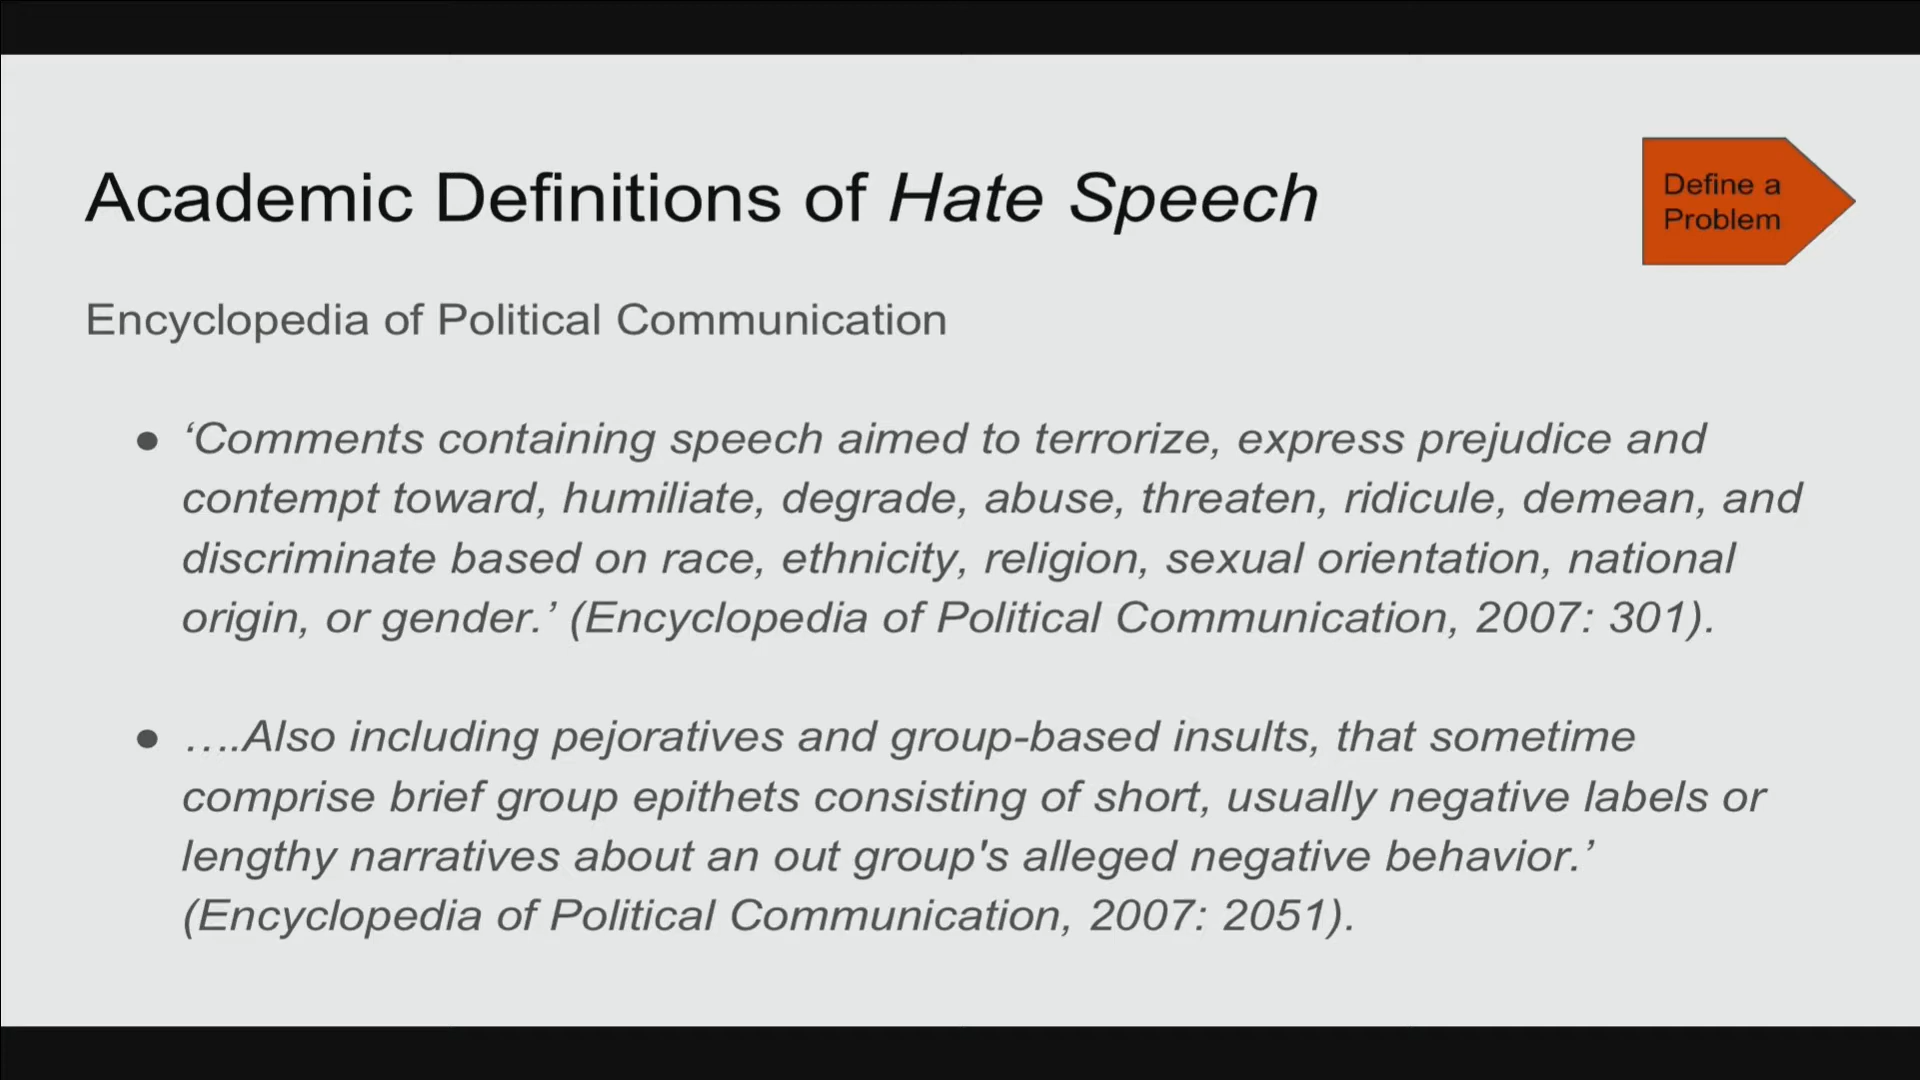 Academic Definitions of Hate Speech
Define a
Problem
Encyclopedia of Political Communication
● ‘Comments containing speech aimed to terrorize, express prejudice and
contempt toward, humiliate, degrade, abuse, threaten, ridicule, demean, and
discriminate based on race, ethnicity, religion, sexual orientation, national
origin, or gender.’ (Encyclopedia of Political Communication, 2007: 301).
● ….Also including pejoratives and group-based insults, that sometime
comprise brief group epithets consisting of short, usually negative labels or
lengthy narratives about an out group's alleged negative behavior.’
(Encyclopedia of Political Communication, 2007: 2051).